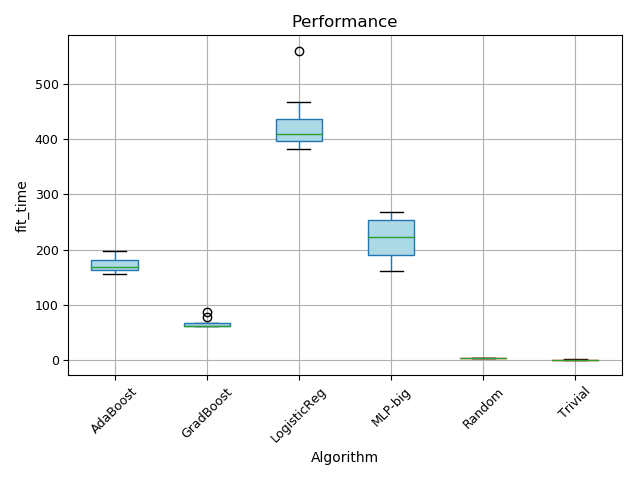 Performance
fit_time
500
400
300
200
100
0
AdaBoost
GradBoost
LogisticReg
MLP-big
Random
Trivial
Algorithm